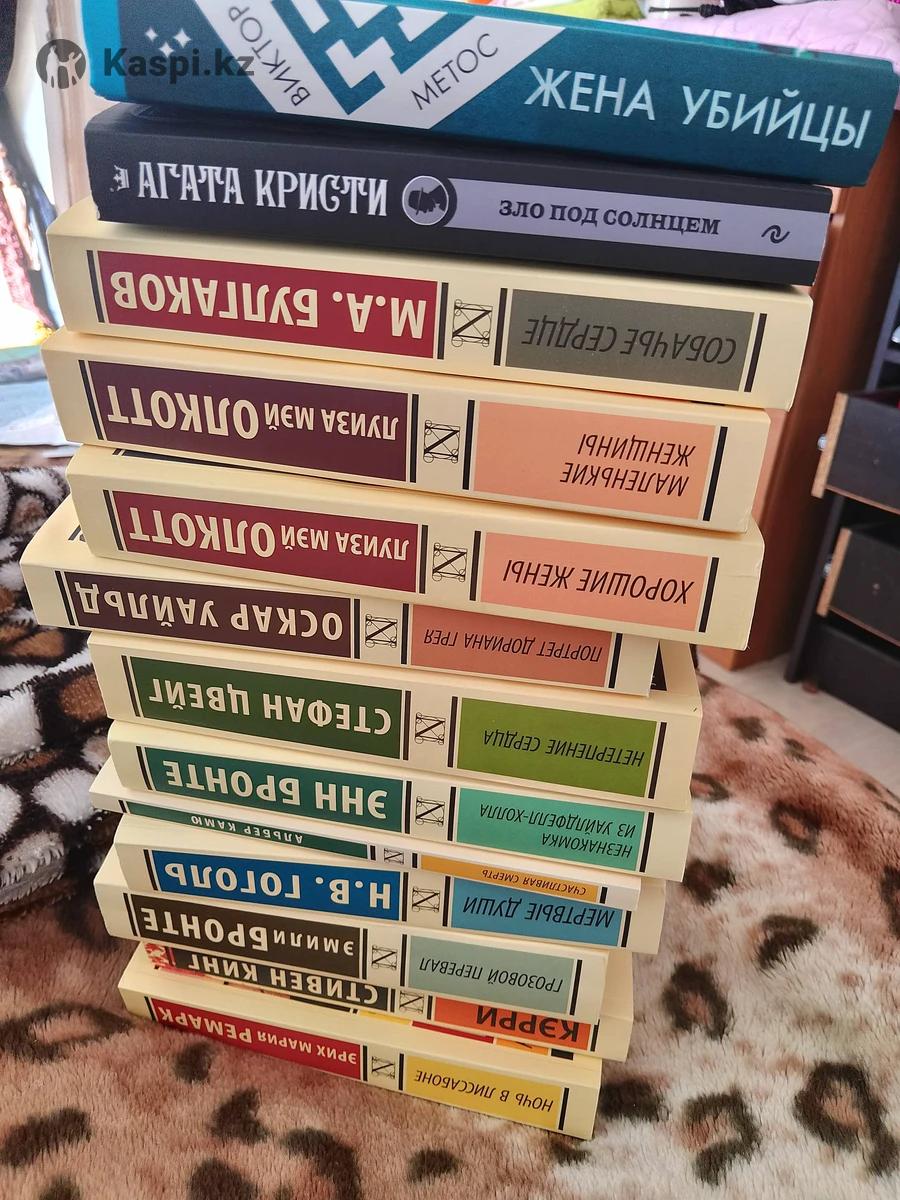 Kaspi.kz
ВИКТОР
МЕТОС
ЖЕНА УБИЙЦЫ
АГАТА КРИСТИ
ЗЛО ПОД СОЛНЦЕМ
М.А. БУЛГАКОВ
СОБАЧЬЕ СЕРДЦЕ
ЛУИЗА МЭЙ ОЛКОТТ
МАЛЕНЬКИЕ
ЖЕНЩИНЫ
ЛУИЗА МЭЙ ОЛКОТТ
ХОРОШИЕ ЖЕНЫ
ОСКАР УАЙЛЬД
ПОРТРЕТ ДОРИАНА ГРЕЯ
СТЕФАН ЦВЕЙГ
НЕТЕРПЕНИЕ СЕРДЦА
ЭНН БРОНТЕ
НЕЗНАКОМКА
ИЗ УАЙЛДФЕЛЛ-ХОЛЛА
АЛЬБЕР КАМЮ
СЧАСТЛИВАЯ СМЕРТЬ
Н.В. ГОГОЛЬ
МЕРТВЫЕ ДУШИ
ЭМИЛИ БРОНТЕ
ГРОЗОВОЙ ПЕРЕВАЛ
СТИВЕН КИНГ
КЭРРИ
ЭРИХ МАРИЯ РЕМАРК
НОЧЬ В ЛИССАБОНЕ